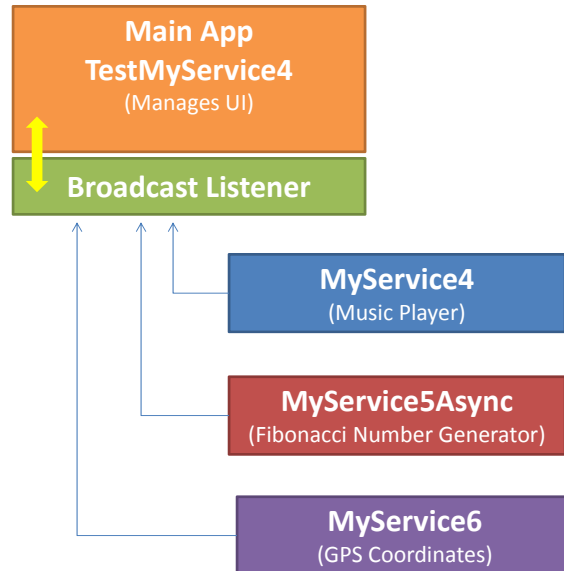 Main App
TestMyService4
(Manages UI)
Broadcast Listener
MyService4
(Music Player)
MyService5Async
(Fibonacci Number Generator)
MyService6
(GPS Coordinates)